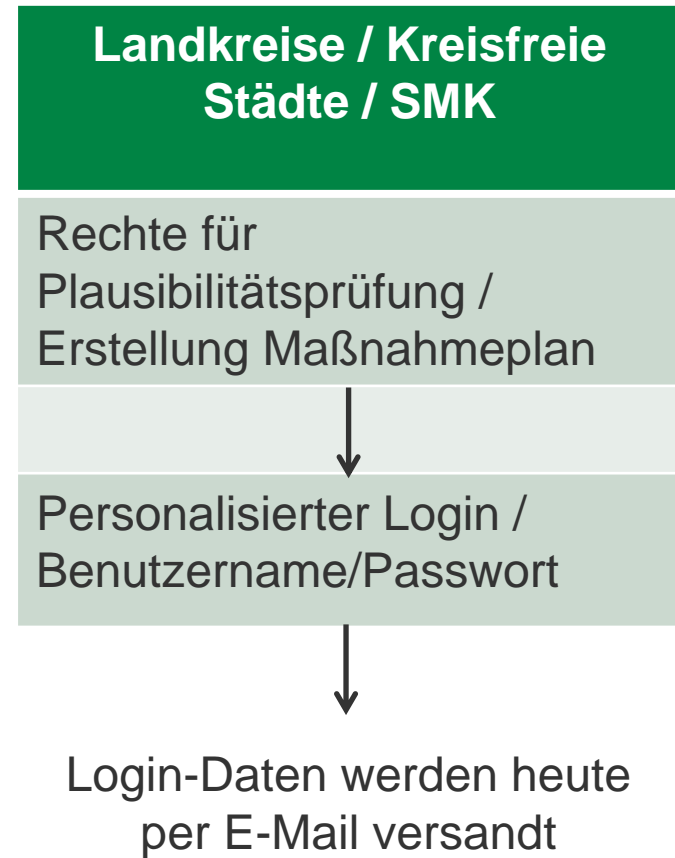 Landkreise / Kreisfreie
Städte / SMK
Rechte für
Plausibilitätsprüfung /
Erstellung Maßnahmeplan
Personalisierter Login /
Benutzername/Passwort
Login-Daten werden heute
per E-Mail versandt